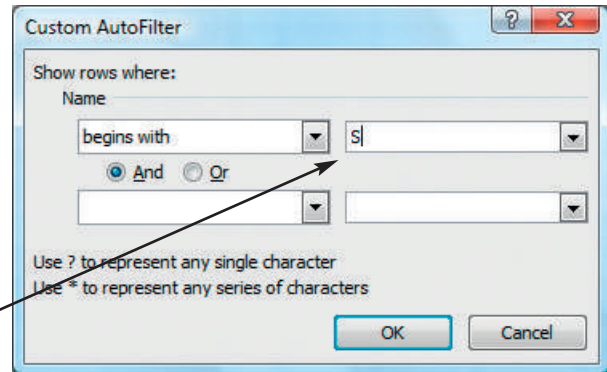 Custom AutoFilter
Show rows where:
Name
begins with S
And Or
Use ? to represent any single character
Use * to represent any series of characters
OK Cancel